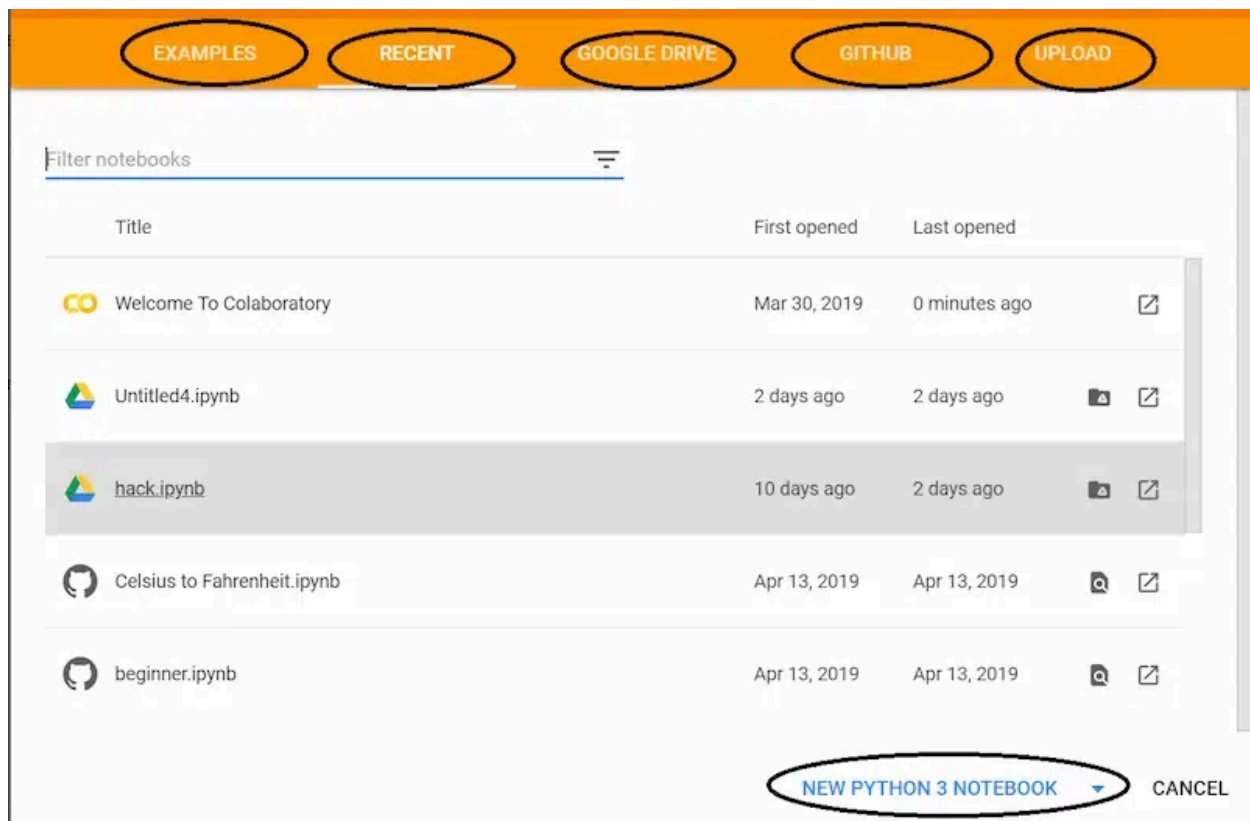 EXAMPLES RECENT GOOGLE DRIVE GITHUB UPLOAD
Filter notebooks
Title First opened Last opened
CO Welcome To Colaboratory Mar 30, 2019 0 minutes ago
Untitled4.ipynb 2 days ago 2 days ago
hack.ipynb 10 days ago 2 days ago
Celsius to Fahrenheit.ipynb Apr 13, 2019 Apr 13, 2019
beginner.ipynb Apr 13, 2019 Apr 13, 2019
NEW PYTHON 3 NOTEBOOK CANCEL